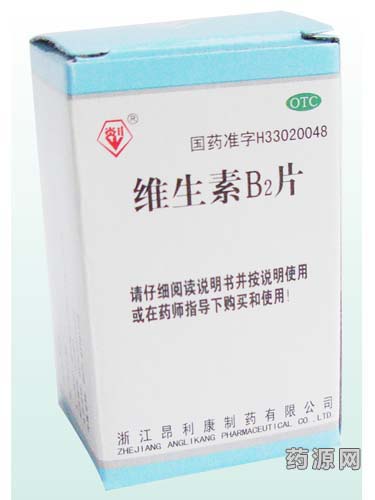 OTC
剡
®
国药准字H33020048
维生素B₂片
请仔细阅读说明书并按说明使用
或在药师指导下购买和使用!
浙江昂利康制药有限公司
ZHEJIANG ANGLIKANG PHARMACEUTICAL CO.,LTD.
药源网